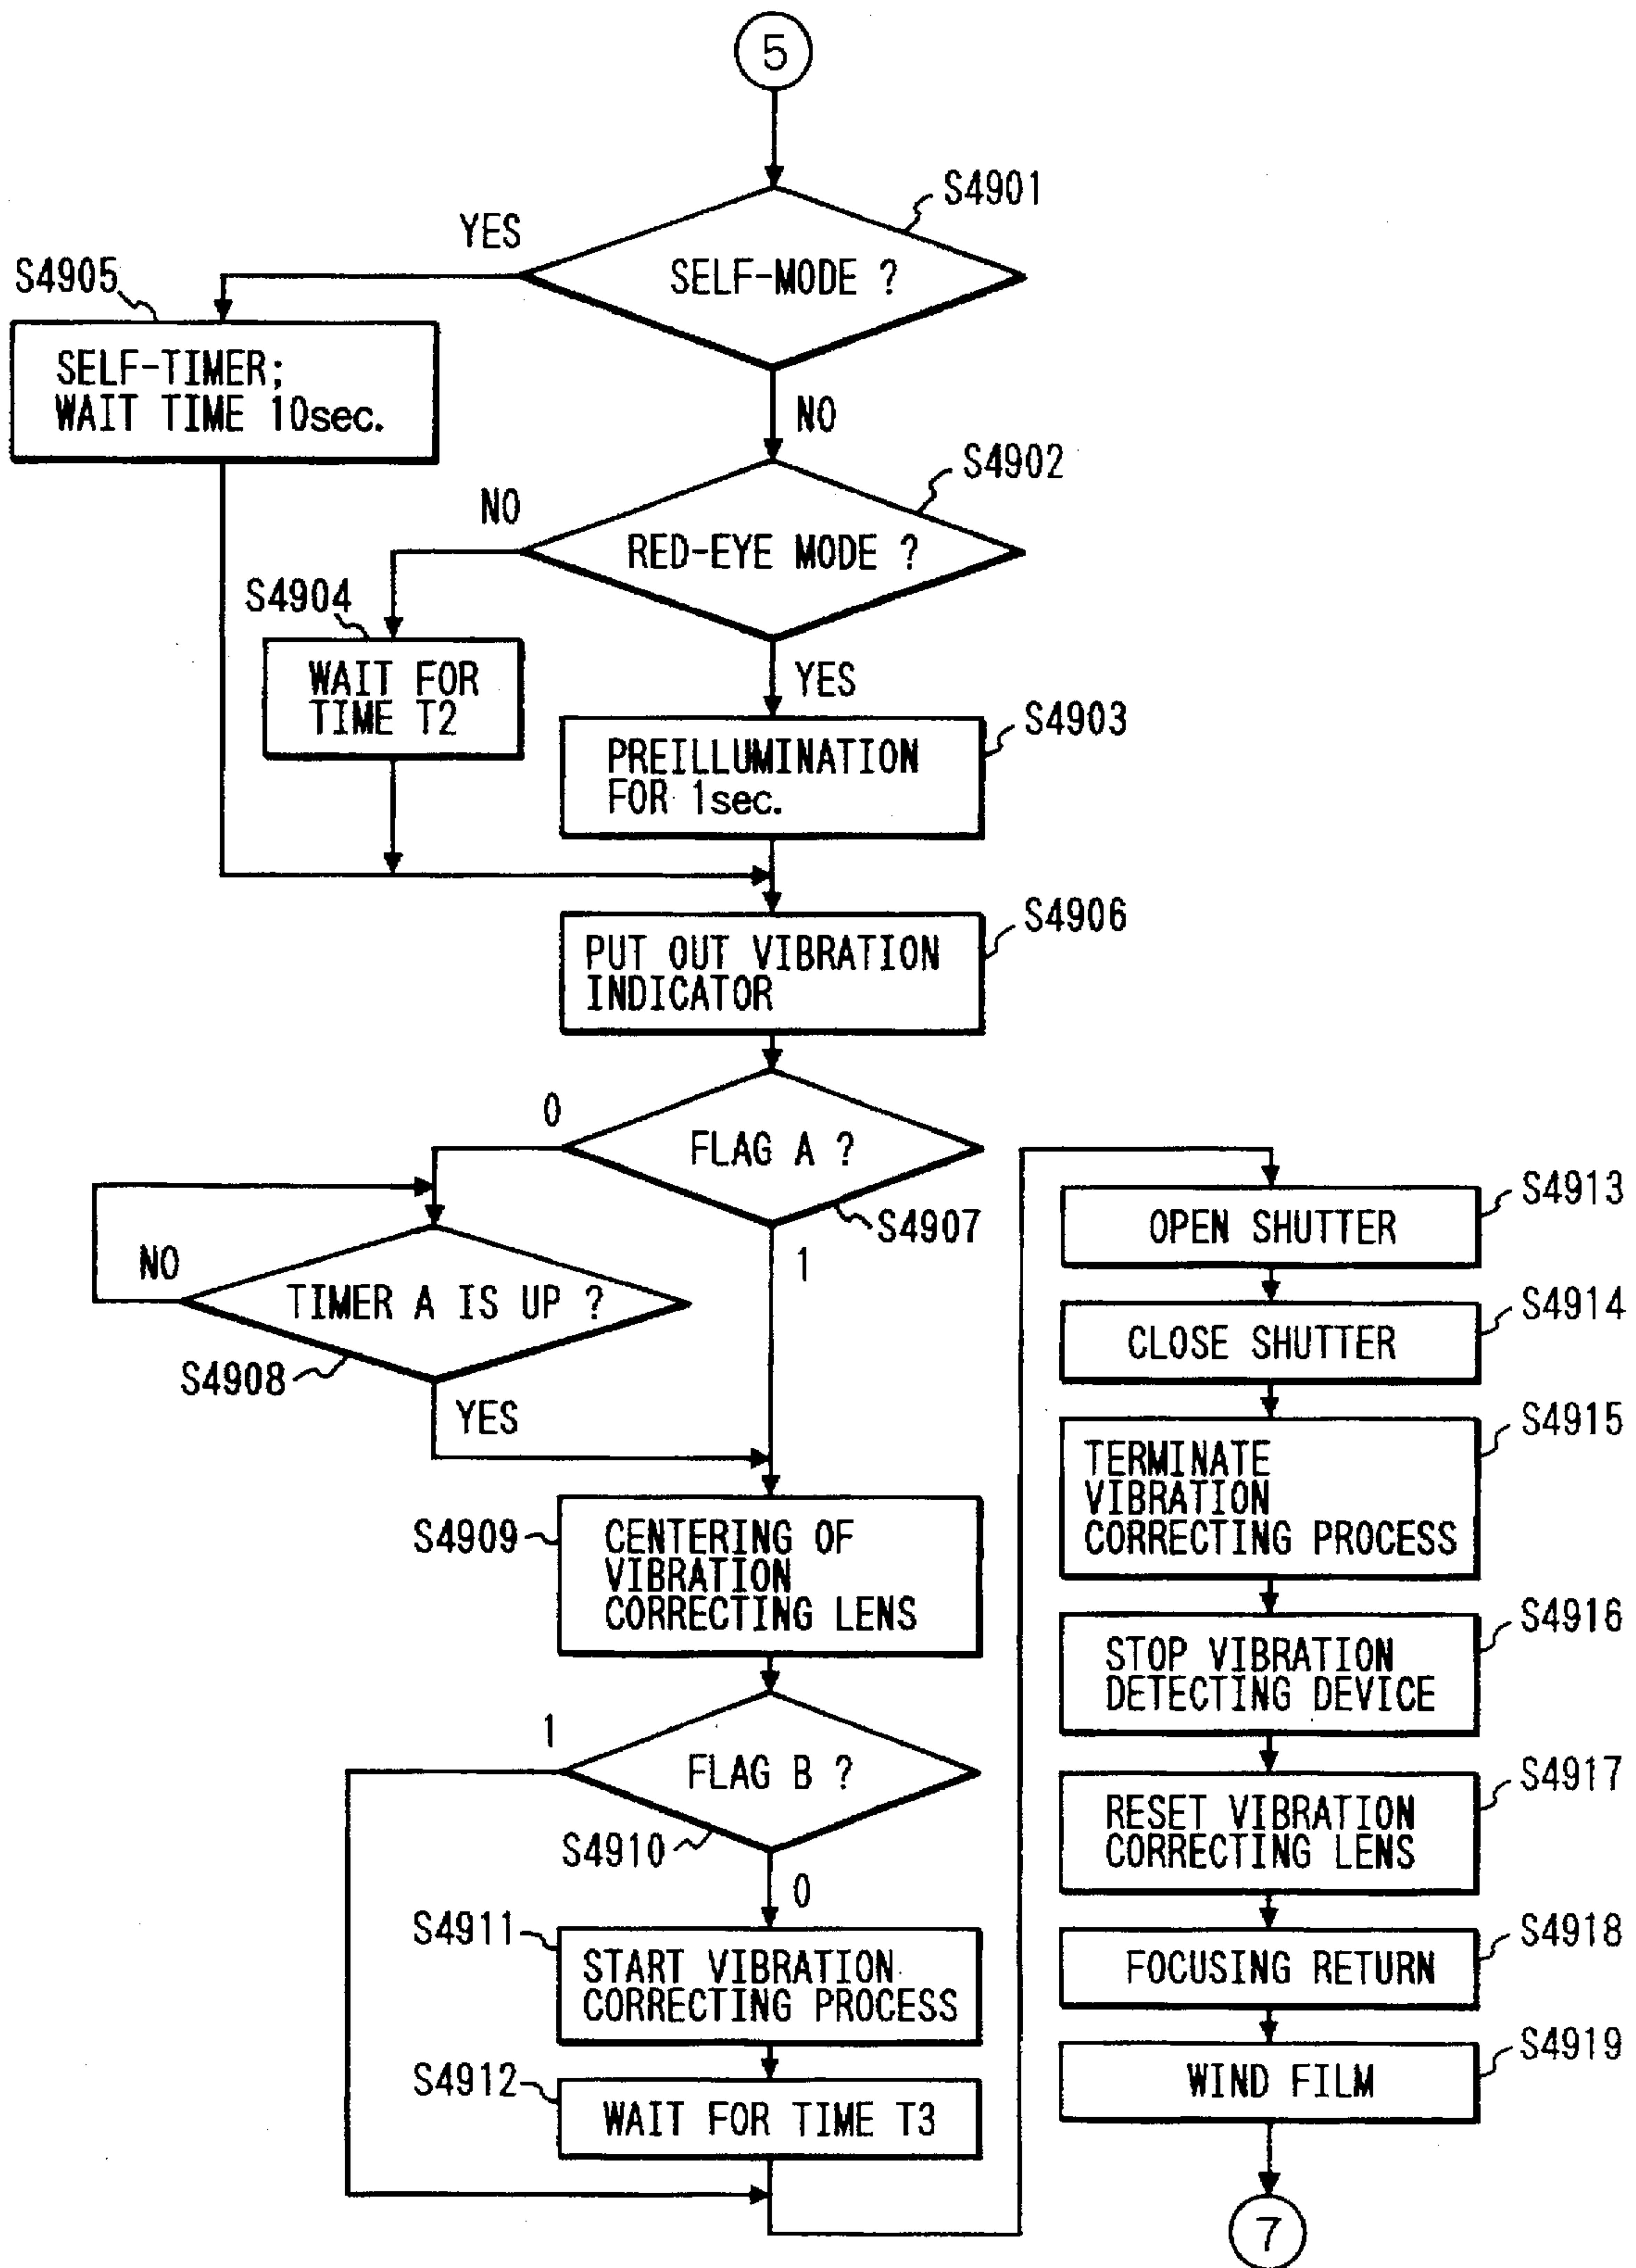 5
S4901
YES
SELF-MODE ?
S4905
SELF-TIMER;
WAIT TIME 10sec.
NO
S4902
NO
RED-EYE MODE ?
S4904
WAIT FOR
TIME T2
YES
S4903
PREILLUMINATION
FOR 1sec.
S4906
PUT OUT VIBRATION
INDICATOR
0
FLAG A ?
S4907
1
NO
TIMER A IS UP ?
S4908
YES
S4909
CENTERING OF
VIBRATION
CORRECTING LENS
1
FLAG B ?
S4910
0
S4911
START VIBRATION
CORRECTING PROCESS
S4912
WAIT FOR TIME T3
S4913
OPEN SHUTTER
S4914
CLOSE SHUTTER
S4915
TERMINATE
VIBRATION
CORRECTING PROCESS
S4916
STOP VIBRATION
DETECTING DEVICE
S4917
RESET VIBRATION
CORRECTING LENS
S4918
FOCUSING RETURN
S4919
WIND FILM
7